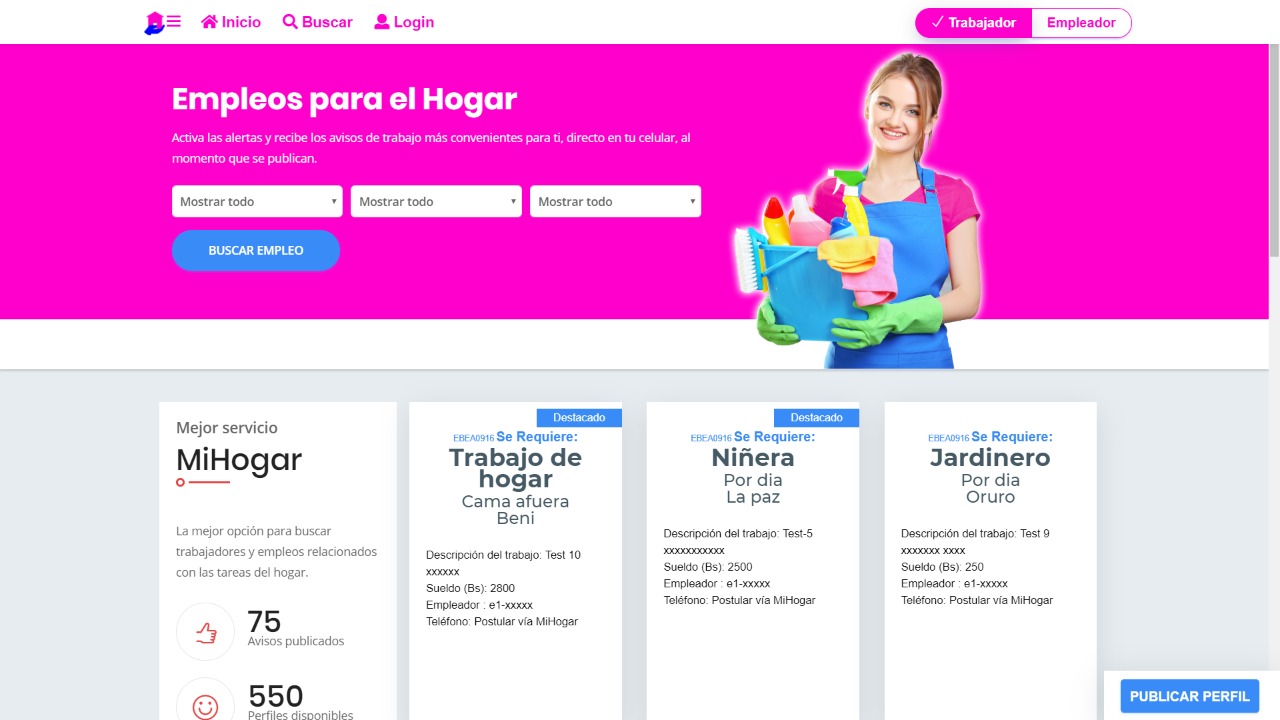 Inicio
Buscar
Login
Trabajador
Empleador
Empleos para el Hogar
Activa las alertas y recibe los avisos de trabajo más convenientes para ti, directo en tu celular, al
momento que se publican.
Mostrar todo
Mostrar todo
Mostrar todo
BUSCAR EMPLEO
Mejor servicio
MiHogar
La mejor opción para buscar
trabajadores y empleos relacionados
con las tareas del hogar.
75
Avisos publicados
550
Perfiles disponibles
Destacado
EBEA0916 Se Requiere:
Trabajo de
hogar
Cama afuera
Beni
Descripción del trabajo: Test 10
xxxxxx
Sueldo (Bs): 2800
Empleador : e1-xxxxx
Teléfono: Postular vía MiHogar
Destacado
EBEA0916 Se Requiere:
Niñera
Por dia
La paz
Descripción del trabajo: Test-5
xxxxxxxxxxx
Sueldo (Bs): 2500
Empleador : e1-xxxxx
Teléfono: Postular vía MiHogar
EBEA0916 Se Requiere:
Jardinero
Por dia
Oruro
Descripción del trabajo: Test 9
xxxxxxx xxxx
Sueldo (Bs): 250
Empleador : e1-xxxxx
Teléfono: Postular vía MiHogar
PUBLICAR PERFIL